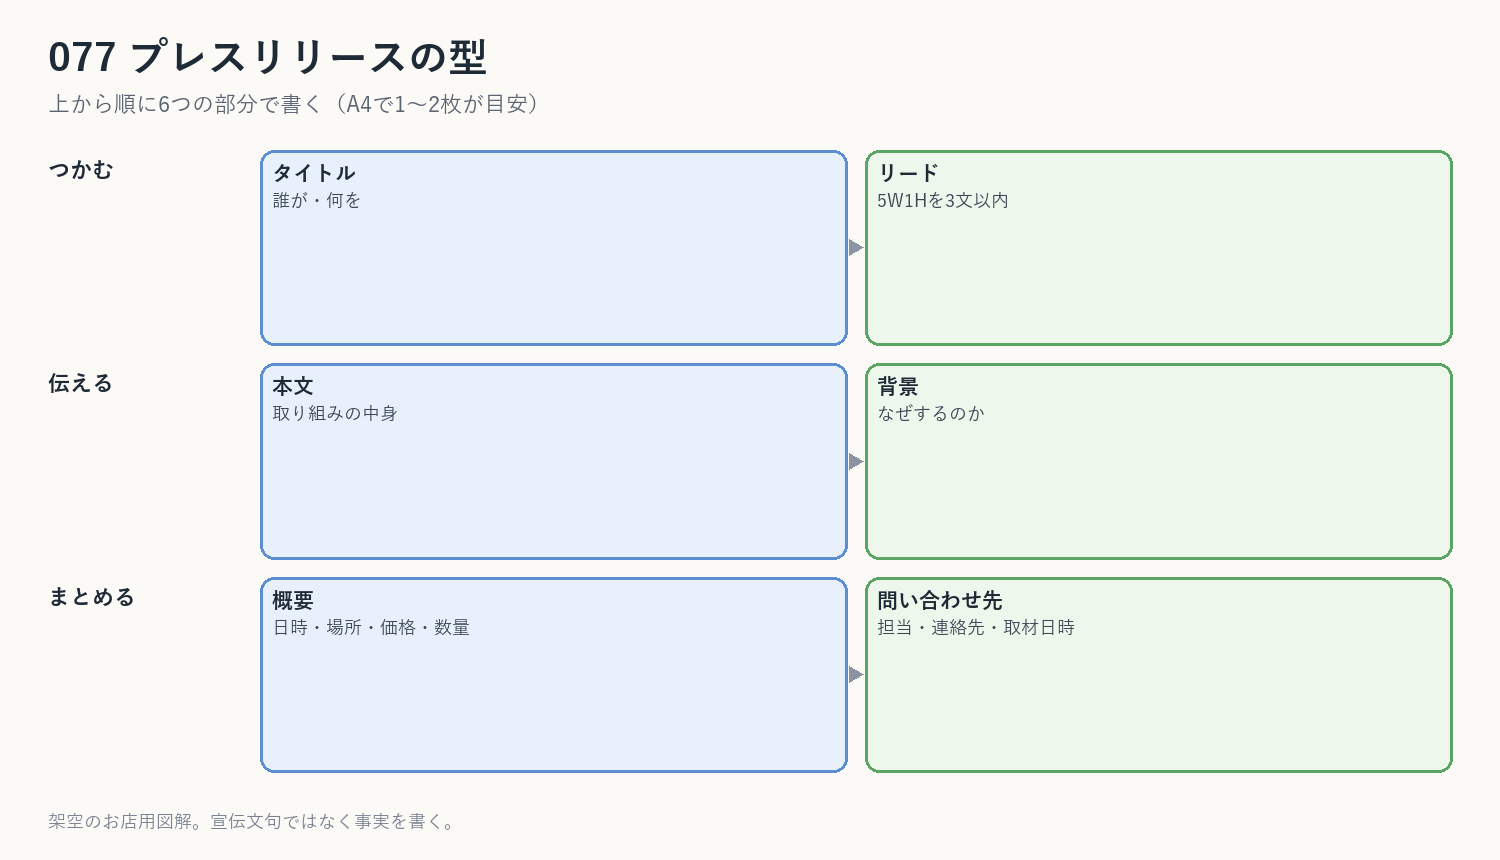 077 プレスリリースの型
上から順に6つの部分で書く（A4で1〜2枚が目安）
つかむ
タイトル
誰が・何を
リード
5W1Hを3文以内
伝える
本文
取り組みの中身
背景
なぜするのか
まとめる
概要
日時・場所・価格・数量
問い合わせ先
担当・連絡先・取材日時
架空のお店用図解。宣伝文句ではなく事実を書く。